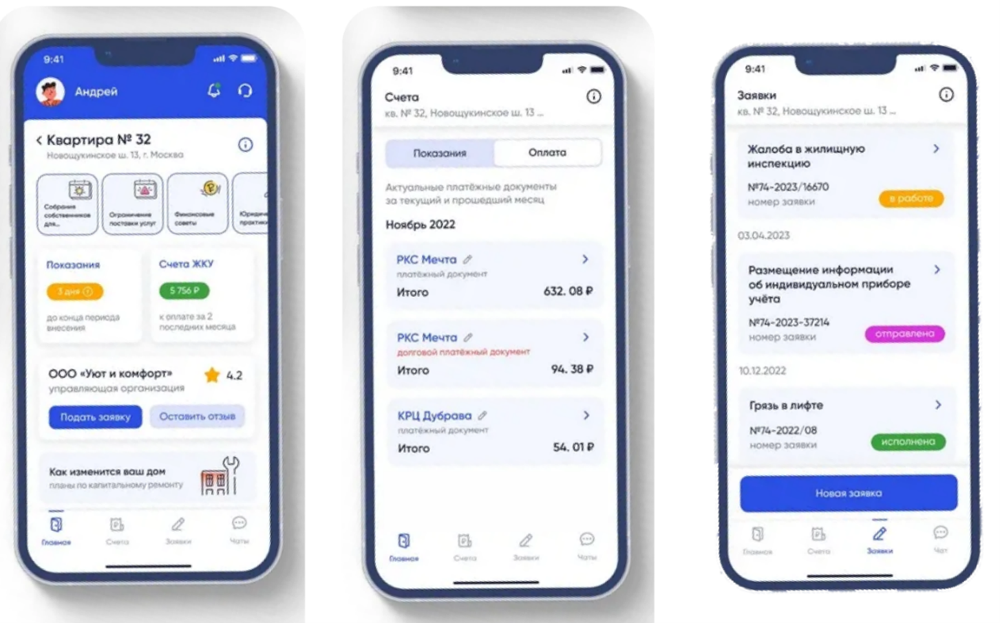 9:41
Андрей
Квартира № 32
Новощукинское ш. 13, г. Москва
Собрания
собственников
для...
Ограничение
поставки услуг
Финансовые
советы
Юридиче
практик
Показания
3 дня
до конца периода
внесения
Счета ЖКУ
5 756 ₽
к оплате за 2
последних месяца
ООО «Уют и комфорт»
4.2
управляющая организация
Подать заявку
Оставить отзыв
Как изменится ваш дом
планы по капитальному ремонту
Главная
Счета
Заявки
Чаты
9:41
Счета
кв. № 32, Новощукинское ш. 13 ...
Показания
Оплата
Актуальные платёжные документы
за текущий и прошедший месяц
Ноябрь 2022
РКС Мечта
платёжный документ
Итого
632. 08 ₽
РКС Мечта
долговой платёжный документ
Итого
94. 38 ₽
КРЦ Дубрава
платёжный документ
Итого
54. 01 ₽
Главная
Счета
Заявки
Чаты
9:41
Заявки
кв. № 32, Новощукинское ш. 13 ...
Жалоба в жилищную
инспекцию
№74-2023/16670
номер заявки
в работе
03.04.2023
Размещение информации
об индивидуальном приборе
учёта
№74-2023-37214
номер заявки
отправлена
10.12.2022
Грязь в лифте
№74-2022/08
номер заявки
исполнена
Новая заявка
Главная
Счета
Заявки
Чат